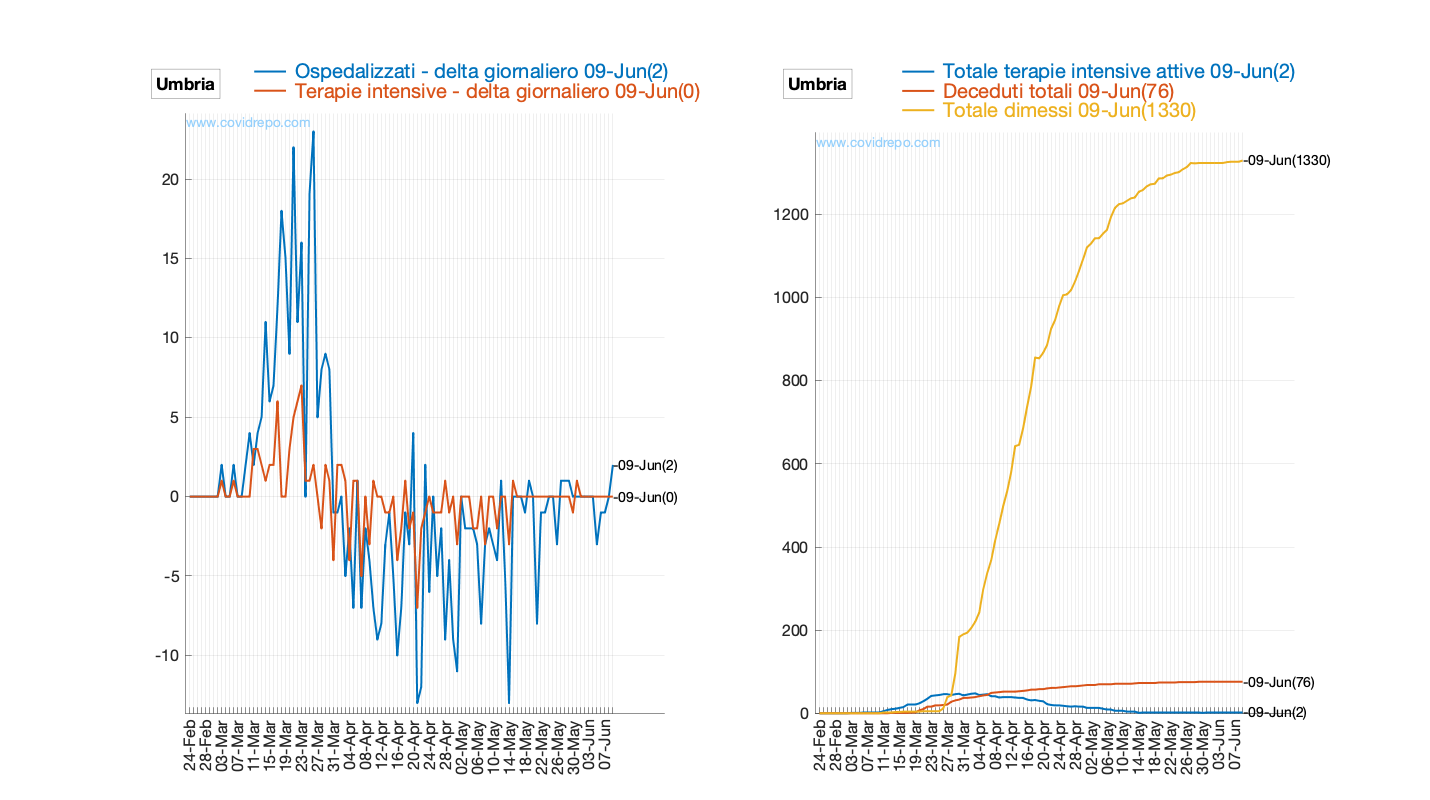 Umbria
Ospedalizzati - delta giornaliero 09-Jun(2)
Terapie intensive - delta giornaliero 09-Jun(0)
www.covidrepo.com
20
15
10
5
0
-5
-10
-09-Jun(2)
-09-Jun(0)
24-Feb
28-Feb
03-Mar
07-Mar
11-Mar
15-Mar
19-Mar
23-Mar
27-Mar
31-Mar
04-Apr
08-Apr
12-Apr
16-Apr
20-Apr
24-Apr
28-Apr
02-May
06-May
10-May
14-May
18-May
22-May
26-May
30-May
03-Jun
07-Jun
Umbria
Totale terapie intensive attive 09-Jun(2)
Deceduti totali 09-Jun(76)
Totale dimessi 09-Jun(1330)
www.covidrepo.com
1200
1000
800
600
400
200
0
-09-Jun(1330)
-09-Jun(76)
-09-Jun(2)
24-Feb
28-Feb
03-Mar
07-Mar
11-Mar
15-Mar
19-Mar
23-Mar
27-Mar
31-Mar
04-Apr
08-Apr
12-Apr
16-Apr
20-Apr
24-Apr
28-Apr
02-May
06-May
10-May
14-May
18-May
22-May
26-May
30-May
03-Jun
07-Jun